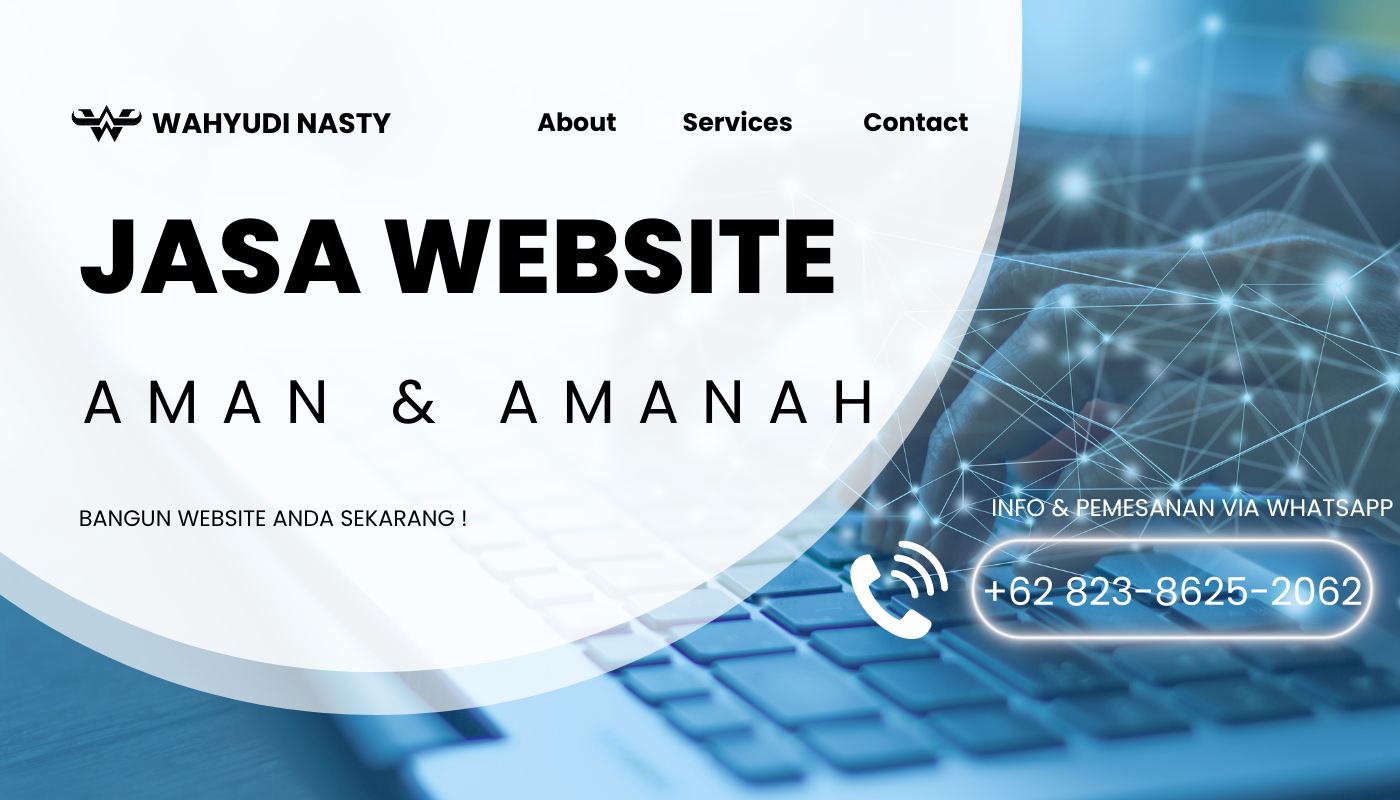 WAHYUDI NASTY
About Services Contact
JASA WEBSITE
AMAN & AMANAH
BANGUN WEBSITE ANDA SEKARANG !
INFO & PEMESANAN VIA WHATSAPP
+62 823-8625-2062